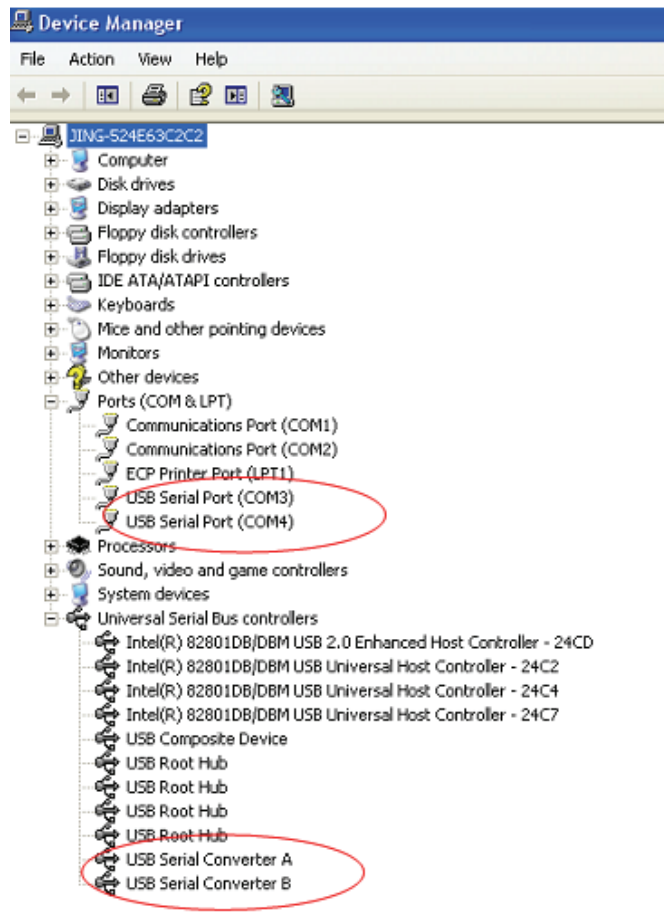 Device Manager
File Action View Help
JING-524E63C2C2
Computer
Disk drives
Display adapters
Floppy disk controllers
Floppy disk drives
IDE ATA/ATAPI controllers
Keyboards
Mice and other pointing devices
Monitors
Other devices
Ports (COM & LPT)
Communications Port (COM1)
Communications Port (COM2)
ECP Printer Port (LPT1)
USB Serial Port (COM3)
USB Serial Port (COM4)
Processors
Sound, video and game controllers
System devices
Universal Serial Bus controllers
Intel(R) 82801DB/DBM USB 2.0 Enhanced Host Controller - 24CD
Intel(R) 82801DB/DBM USB Universal Host Controller - 24C2
Intel(R) 82801DB/DBM USB Universal Host Controller - 24C4
Intel(R) 82801DB/DBM USB Universal Host Controller - 24C7
USB Composite Device
USB Root Hub
USB Root Hub
USB Root Hub
USB Root Hub
USB Serial Converter A
USB Serial Converter B